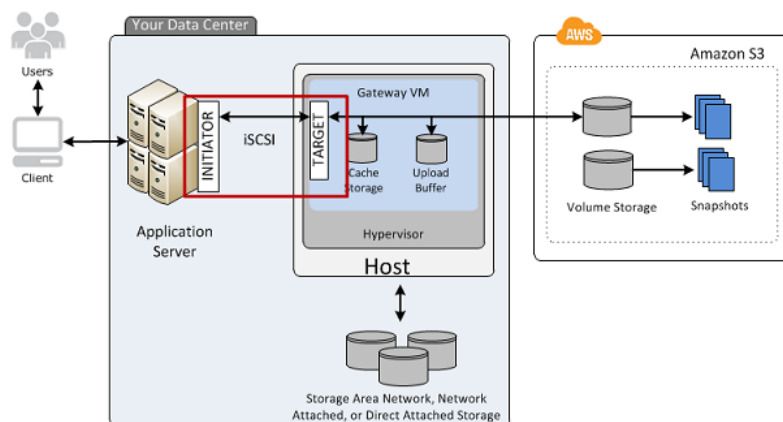 Your Data Center
AWS
Amazon S3
Users
Gateway VM
INITIATOR
iSCSI
TARGET
Client
Cache
Storage
Upload
Buffer
Volume Storage
Snapshots
Application
Server
Hypervisor
Host
Storage Area Network, Network
Attached, or Direct Attached Storage